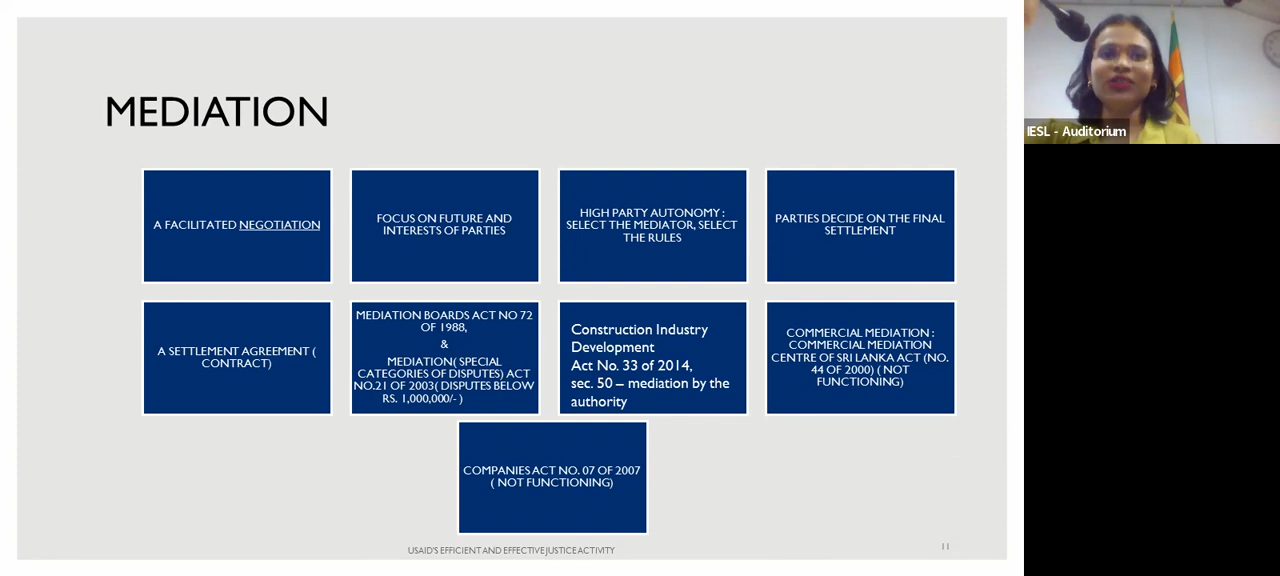 MEDIATION
A FACILITATED NEGOTIATION
FOCUS ON FUTURE AND
INTERESTS OF PARTIES
HIGH PARTY AUTONOMY :
SELECT THE MEDIATOR, SELECT
THE RULES
PARTIES DECIDE ON THE FINAL
SETTLEMENT
A SETTLEMENT AGREEMENT (
CONTRACT)
MEDIATION BOARDS ACT NO 72
OF 1988,
&
MEDIATION( SPECIAL
CATEGORIES OF DISPUTES) ACT
NO.21 OF 2003( DISPUTES BELOW
RS. 1,000,000/- )
Construction Industry
Development
Act No. 33 of 2014,
sec. 50 – mediation by the
authority
COMMERCIAL MEDIATION :
COMMERCIAL MEDIATION
CENTRE OF SRI LANKA ACT (NO.
44 OF 2000) ( NOT
FUNCTIONING)
COMPANIES ACT NO. 07 OF 2007
( NOT FUNCTIONING)
USAID'S EFFICIENT AND EFFECTIVE JUSTICE ACTIVITY
11
IESL - Auditorium